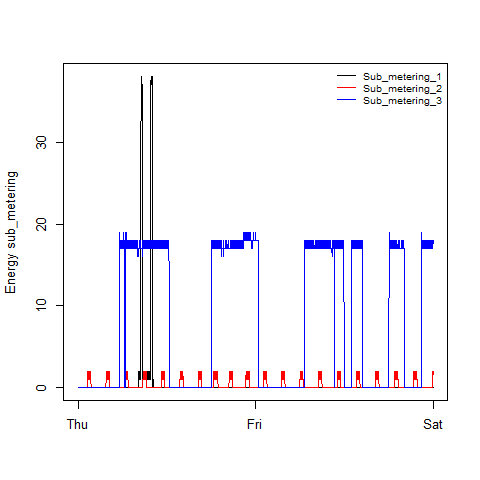 Sub_metering_1
Sub_metering_2
Sub_metering_3
Energy sub_metering
30
20
10
0
Thu Fri Sat